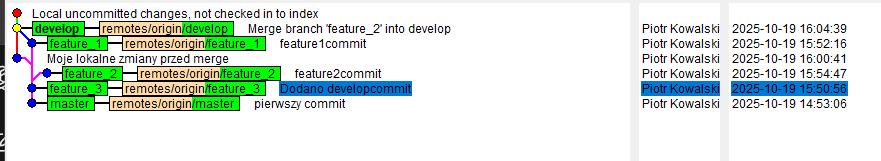 Local uncommitted changes, not checked in to index
develop remotes/origin/develop Merge branch 'feature_2' into develop Piotr Kowalski 2025-10-19 16:04:39
feature_1 remotes/origin/feature_1 feature1commit Piotr Kowalski 2025-10-19 15:52:16
Moje lokalne zmiany przed merge Piotr Kowalski 2025-10-19 16:00:41
feature_2 remotes/origin/feature_2 feature2commit Piotr Kowalski 2025-10-19 15:54:47
feature_3 remotes/origin/feature_3 Dodano developcommit Piotr Kowalski 2025-10-19 15:50:56
master remotes/origin/master pierwszy commit Piotr Kowalski 2025-10-19 14:53:06